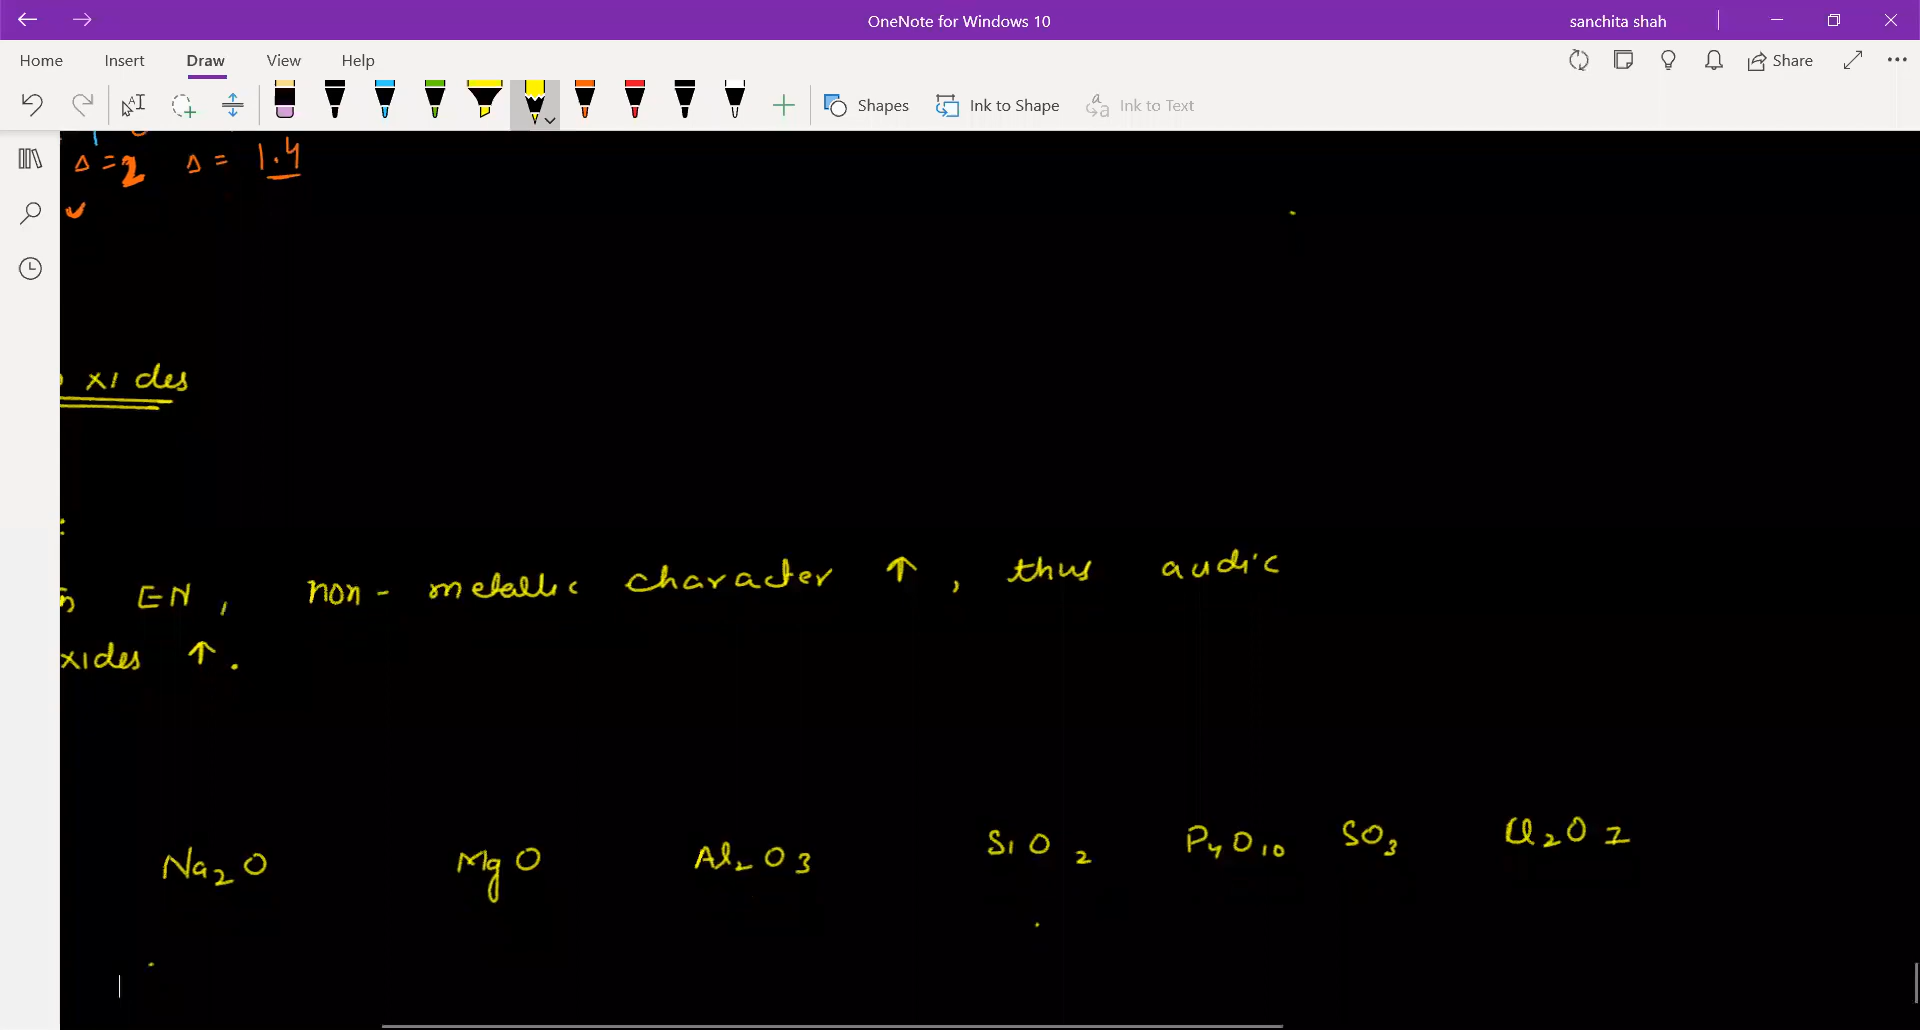 OneNote for Windows 10
sanchita shah
Home Insert Draw View Help
Share
Shapes Ink to Shape Ink to Text
Δ = 2 Δ = 1.4
xides
:
n EN, non-metallic character ↑, thus acidic
xides ↑.
Na₂O MgO Al₂O₃ SiO₂ P₄O₁₀ SO₃ Cl₂O₇